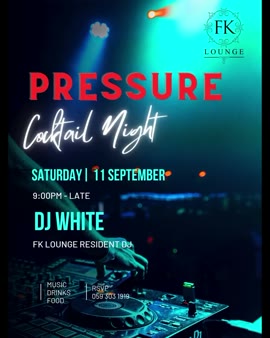 FK
LOUNGE
PRESSURE
Cocktail Night
SATURDAY | 11 SEPTEMBER
9:00PM - LATE
DJ WHITE
FK LOUNGE RESIDENT DJ
MUSIC
DRINKS
FOOD
RSVP
059 303 1919